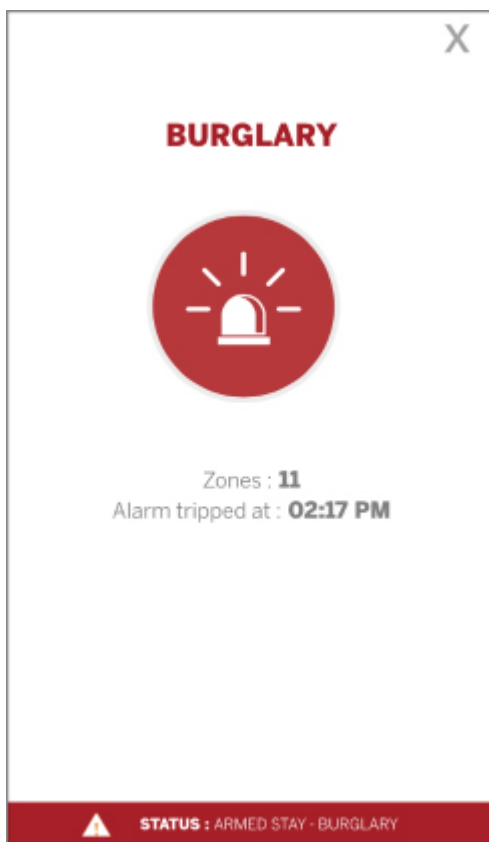 X
BURGLARY
Zones : 11
Alarm tripped at : 02:17 PM
STATUS : ARMED STAY - BURGLARY